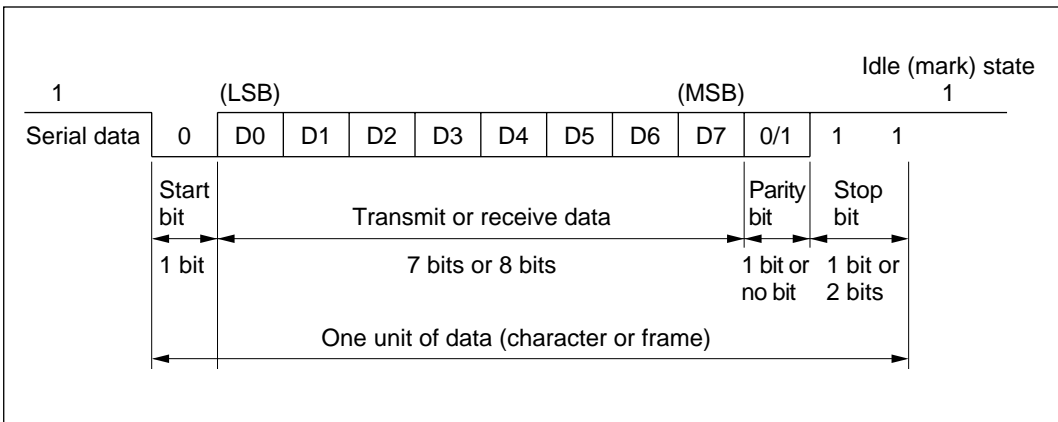 Idle (mark) state
1 (LSB) (MSB) 1
Serial data 0 D0 D1 D2 D3 D4 D5 D6 D7 0/1 1 1
Start bit
Transmit or receive data
Parity bit
Stop bit
1 bit
7 bits or 8 bits
1 bit or no bit
1 bit or 2 bits
One unit of data (character or frame)